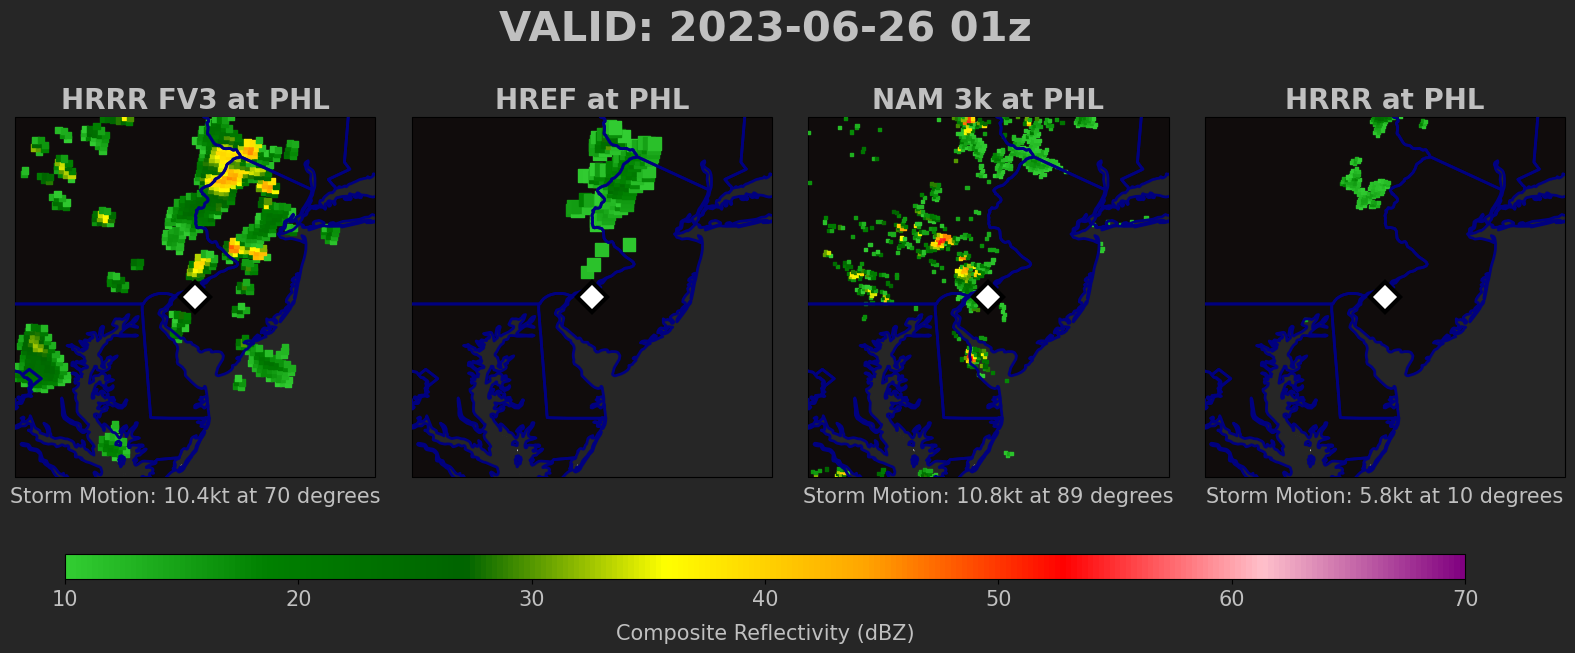 VALID: 2023-06-26 01z
HRRR FV3 at PHL
HREF at PHL
NAM 3k at PHL
HRRR at PHL
Storm Motion: 10.4kt at 70 degrees
Storm Motion: 10.8kt at 89 degrees
Storm Motion: 5.8kt at 10 degrees
10 20 30 40 50 60 70
Composite Reflectivity (dBZ)